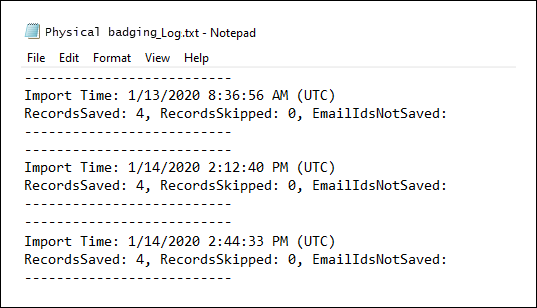 Physical badging_Log.txt - Notepad
File Edit Format View Help
--------------------------
Import Time: 1/13/2020 8:36:56 AM (UTC)
RecordsSaved: 4, RecordsSkipped: 0, EmailIdsNotSaved:
--------------------------
--------------------------
Import Time: 1/14/2020 2:12:40 PM (UTC)
RecordsSaved: 4, RecordsSkipped: 0, EmailIdsNotSaved:
--------------------------
--------------------------
Import Time: 1/14/2020 2:44:33 PM (UTC)
RecordsSaved: 4, RecordsSkipped: 0, EmailIdsNotSaved:
--------------------------